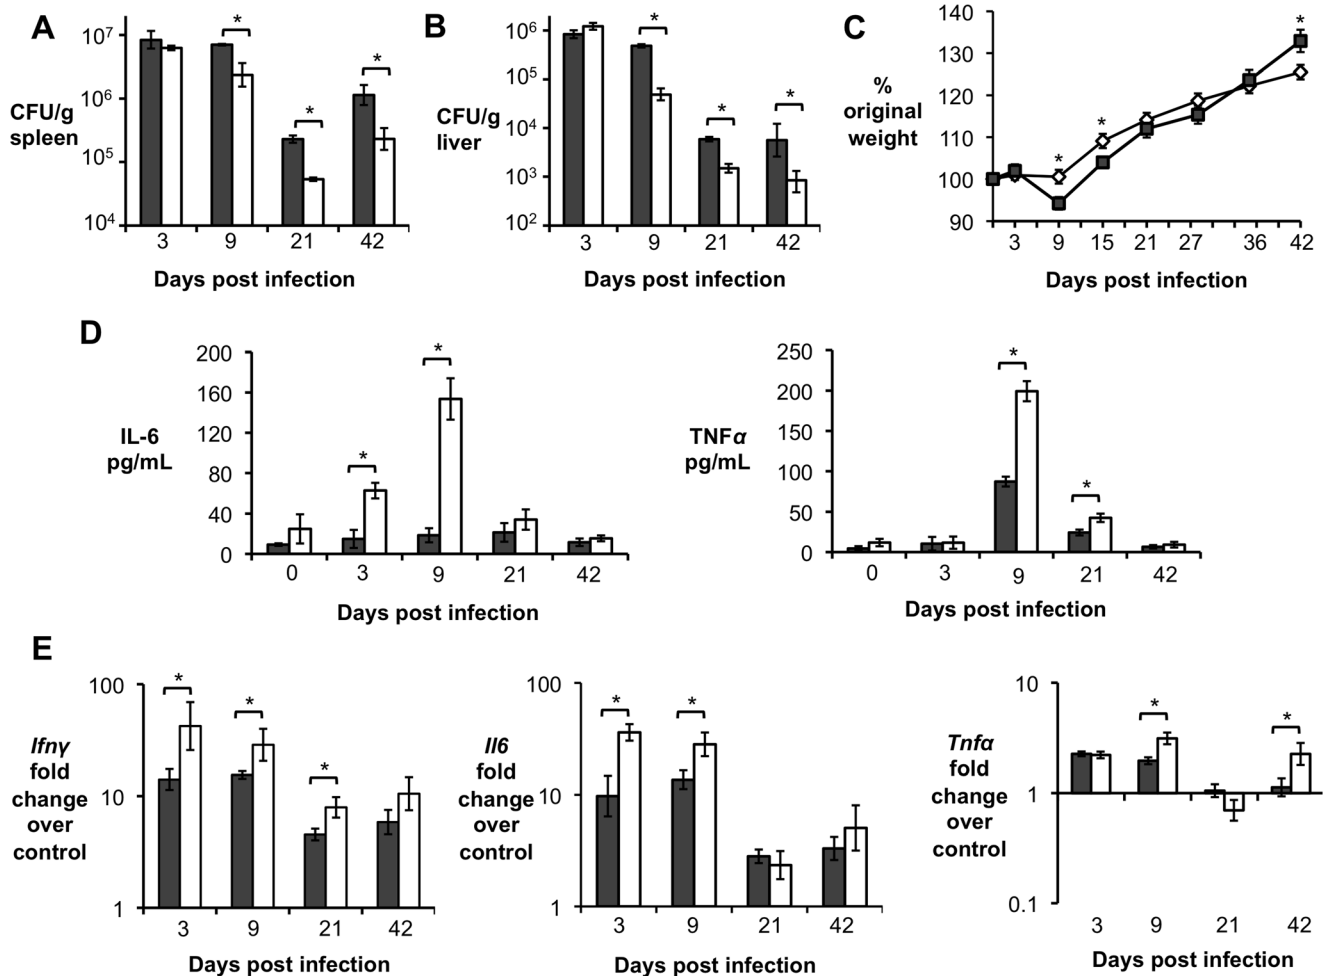 A
CFU/g
spleen
10⁷
10⁶
10⁵
10⁴
*
*
*
3 9 21 42
Days post infection
B
CFU/g
liver
10⁶
10⁵
10⁴
10³
10²
*
*
*
3 9 21 42
Days post infection
C
%
original
weight
140
130
120
110
100
90
*
*
*
3 9 15 21 27 36 42
Days post infection
D
IL-6
pg/mL
200
160
120
80
40
0
*
*
0 3 9 21 42
Days post infection
TNFα
pg/mL
250
200
150
100
50
0
*
*
0 3 9 21 42
Days post infection
E
Ifnγ
fold
change
over
control
100
10
1
*
*
*
3 9 21 42
Days post infection
Il6
fold
change
over
control
100
10
1
*
*
3 9 21 42
Days post infection
Tnfα
fold
change
over
control
10
1
0.1
*
*
3 9 21 42
Days post infection